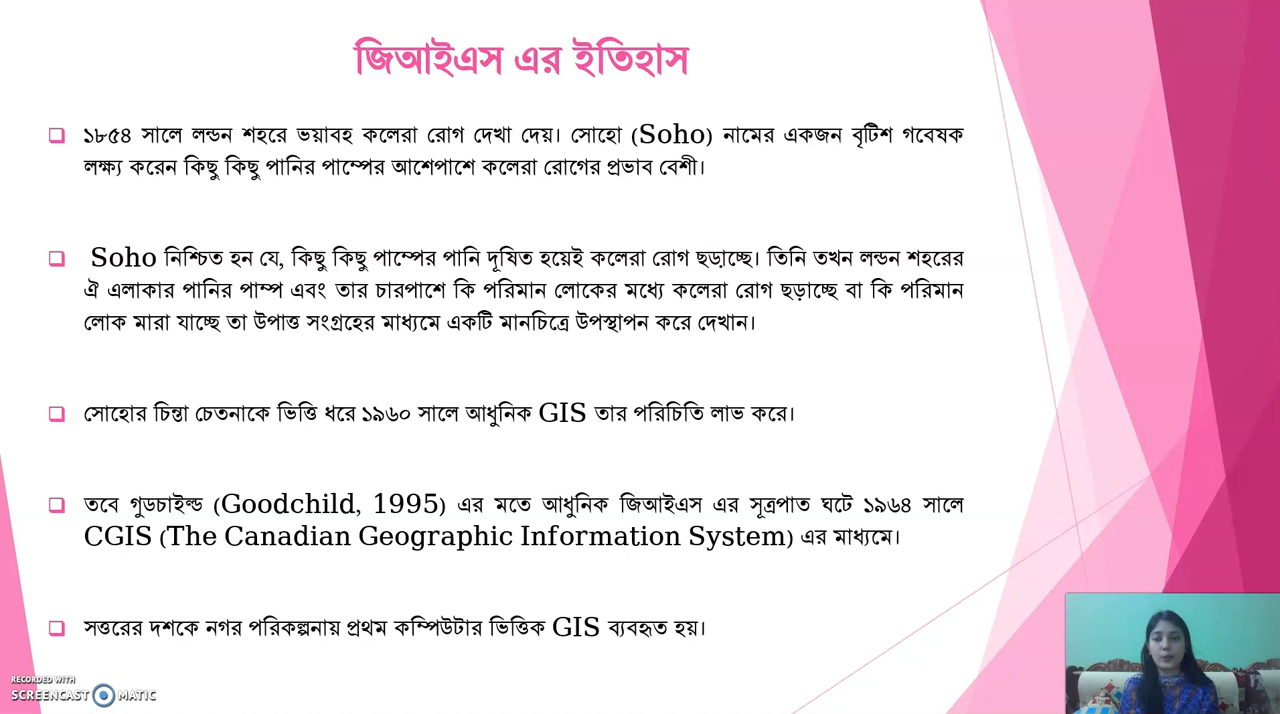 জিআইএস এর ইতিহাস
❑ ১৮৫৪ সালে লন্ডন শহরে ভয়াবহ কলেরা রোগ দেখা দেয়। সোহো (Soho) নামের একজন বৃটিশ গবেষক
লক্ষ্য করেন কিছু কিছু পানির পাম্পের আশেপাশে কলেরা রোগের প্রভাব বেশী।
❑ Soho নিশ্চিত হন যে, কিছু কিছু পাম্পের পানি দূষিত হয়েই কলেরা রোগ ছড়াচ্ছে। তিনি তখন লন্ডন শহরের
ঐ এলাকার পানির পাম্প এবং তার চারপাশে কি পরিমান লোকের মধ্যে কলেরা রোগ ছড়াচ্ছে বা কি পরিমান
লোক মারা যাচ্ছে তা উপাত্ত সংগ্রহের মাধ্যমে একটি মানচিত্রে উপস্থাপন করে দেখান।
❑ সোহোর চিন্তা চেতনাকে ভিত্তি ধরে ১৯৬০ সালে আধুনিক GIS তার পরিচিতি লাভ করে।
❑ তবে গুডচাইল্ড (Goodchild, 1995) এর মতে আধুনিক জিআইএস এর সূত্রপাত ঘটে ১৯৬৪ সালে
CGIS (The Canadian Geographic Information System) এর মাধ্যমে।
❑ সত্তরের দশকে নগর পরিকল্পনায় প্রথম কম্পিউটার ভিত্তিক GIS ব্যবহৃত হয়।
RECORDED WITH
SCREENCAST MATIC